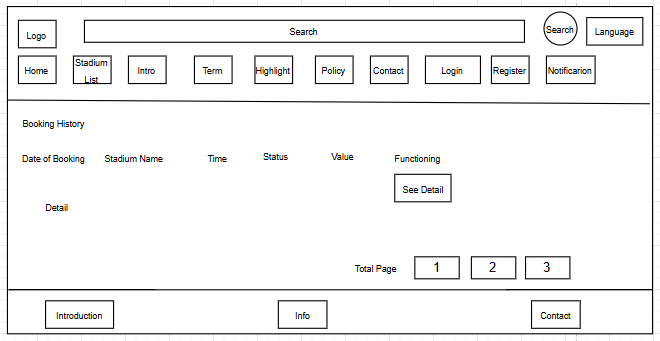 Logo
Search
Search
Language
Home
Stadium
List
Intro
Term
Highlight
Policy
Contact
Login
Register
Notificarion
Booking History
Date of Booking
Stadium Name
Time
Status
Value
Functioning
See Detail
Detail
Total Page
1
2
3
Introduction
Info
Contact